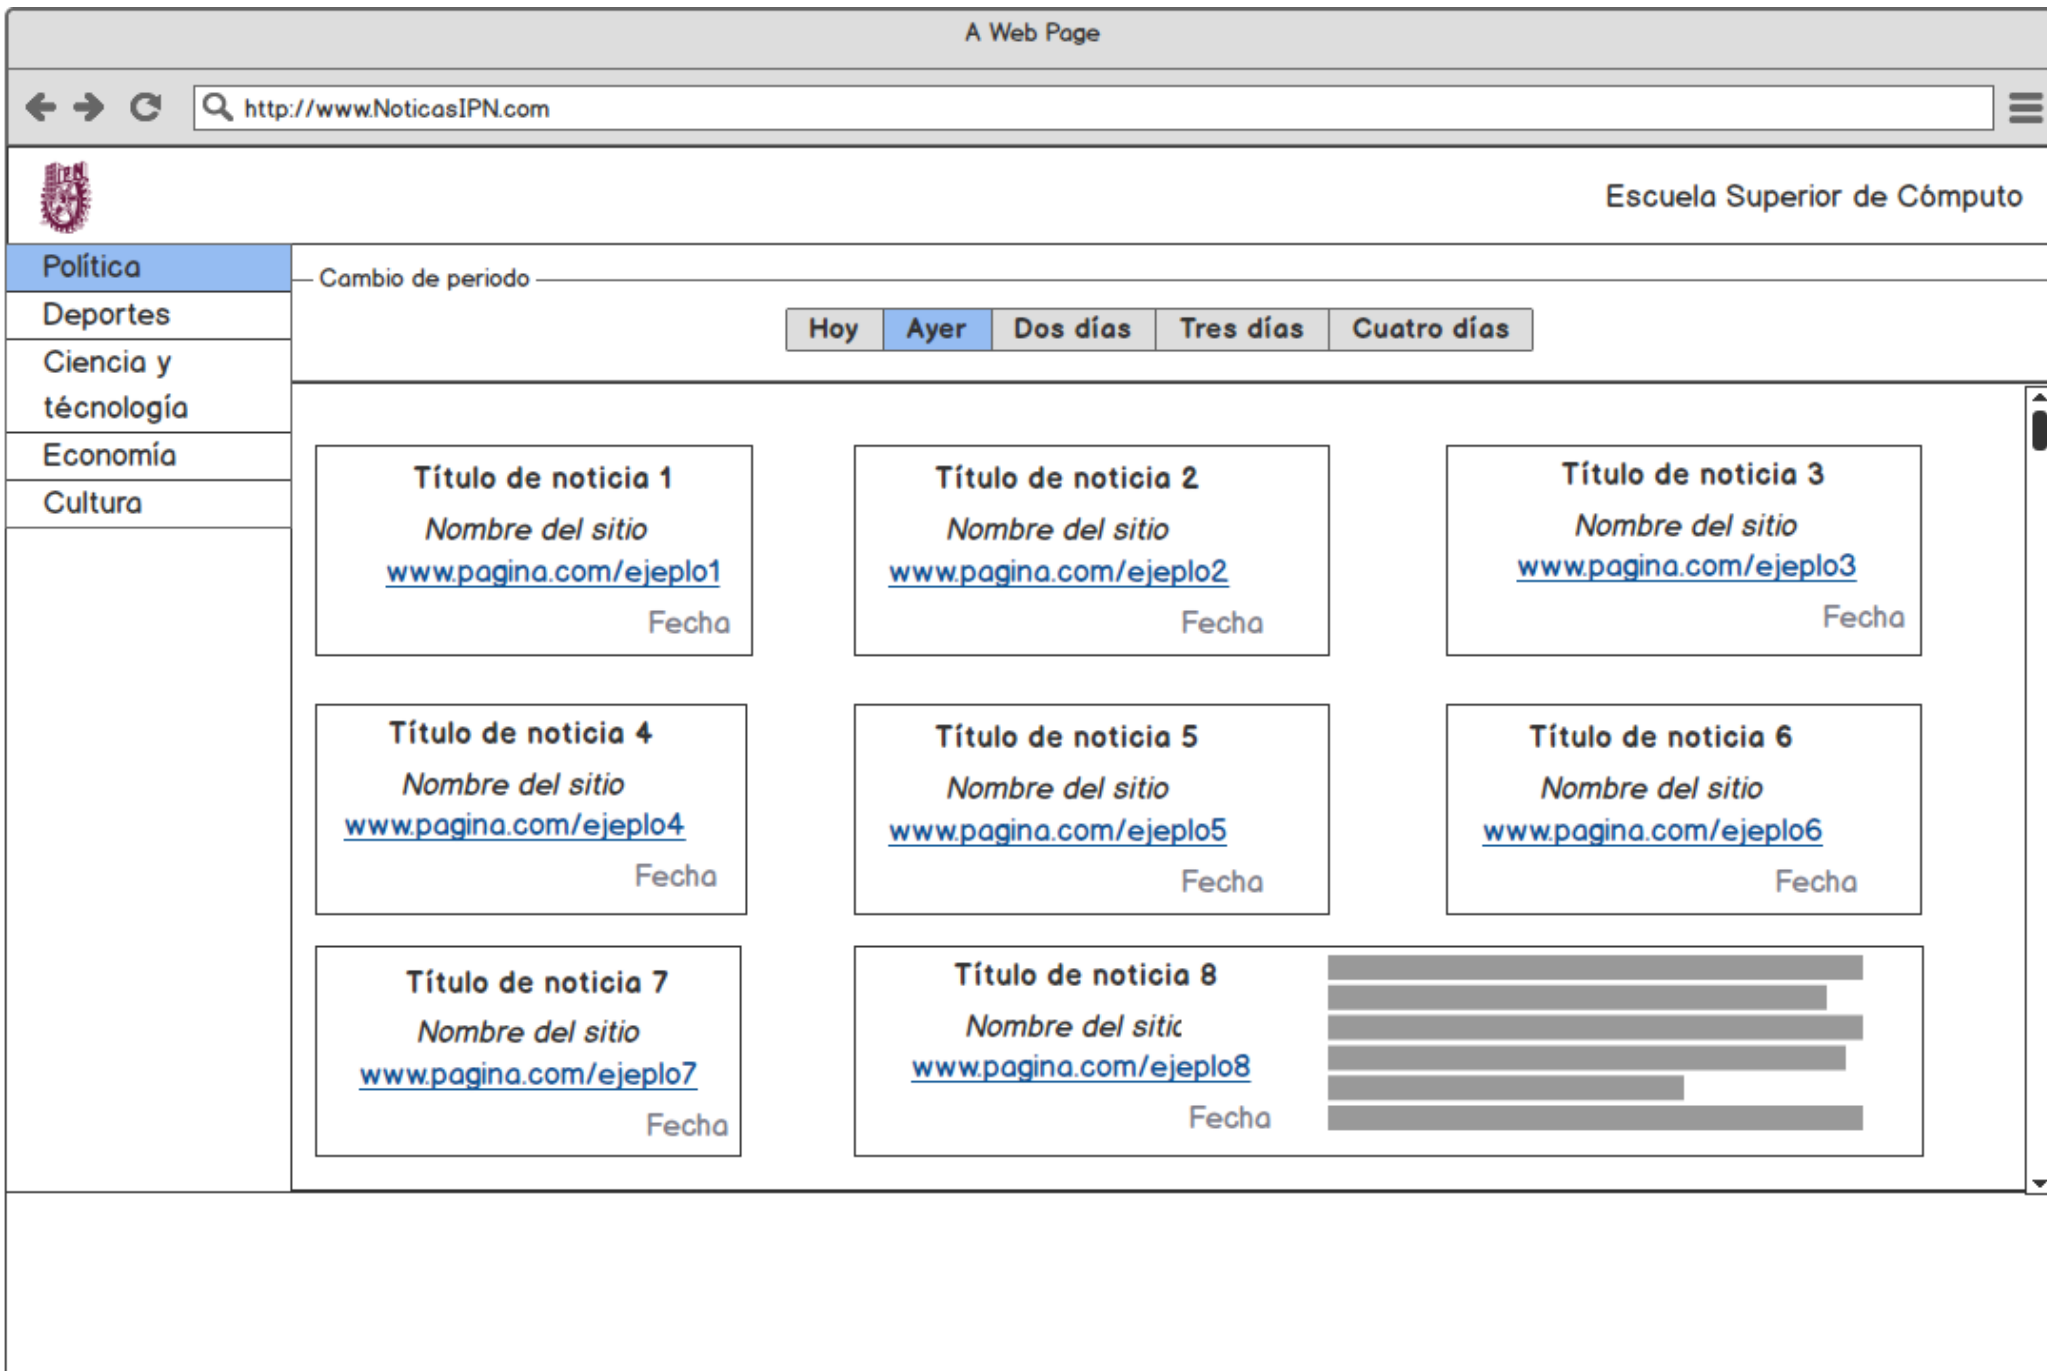 A Web Page
http://www.NoticasIPN.com
IPN
Escuela Superior de Cómputo
Política
Deportes
Ciencia y
técnología
Economía
Cultura
Cambio de periodo
Hoy Ayer Dos días Tres días Cuatro días
Título de noticia 1
Nombre del sitio
www.pagina.com/ejeplo1
Fecha
Título de noticia 2
Nombre del sitio
www.pagina.com/ejeplo2
Fecha
Título de noticia 3
Nombre del sitio
www.pagina.com/ejeplo3
Fecha
Título de noticia 4
Nombre del sitio
www.pagina.com/ejeplo4
Fecha
Título de noticia 5
Nombre del sitio
www.pagina.com/ejeplo5
Fecha
Título de noticia 6
Nombre del sitio
www.pagina.com/ejeplo6
Fecha
Título de noticia 7
Nombre del sitio
www.pagina.com/ejeplo7
Fecha
Título de noticia 8
Nombre del sitio
www.pagina.com/ejeplo8
Fecha